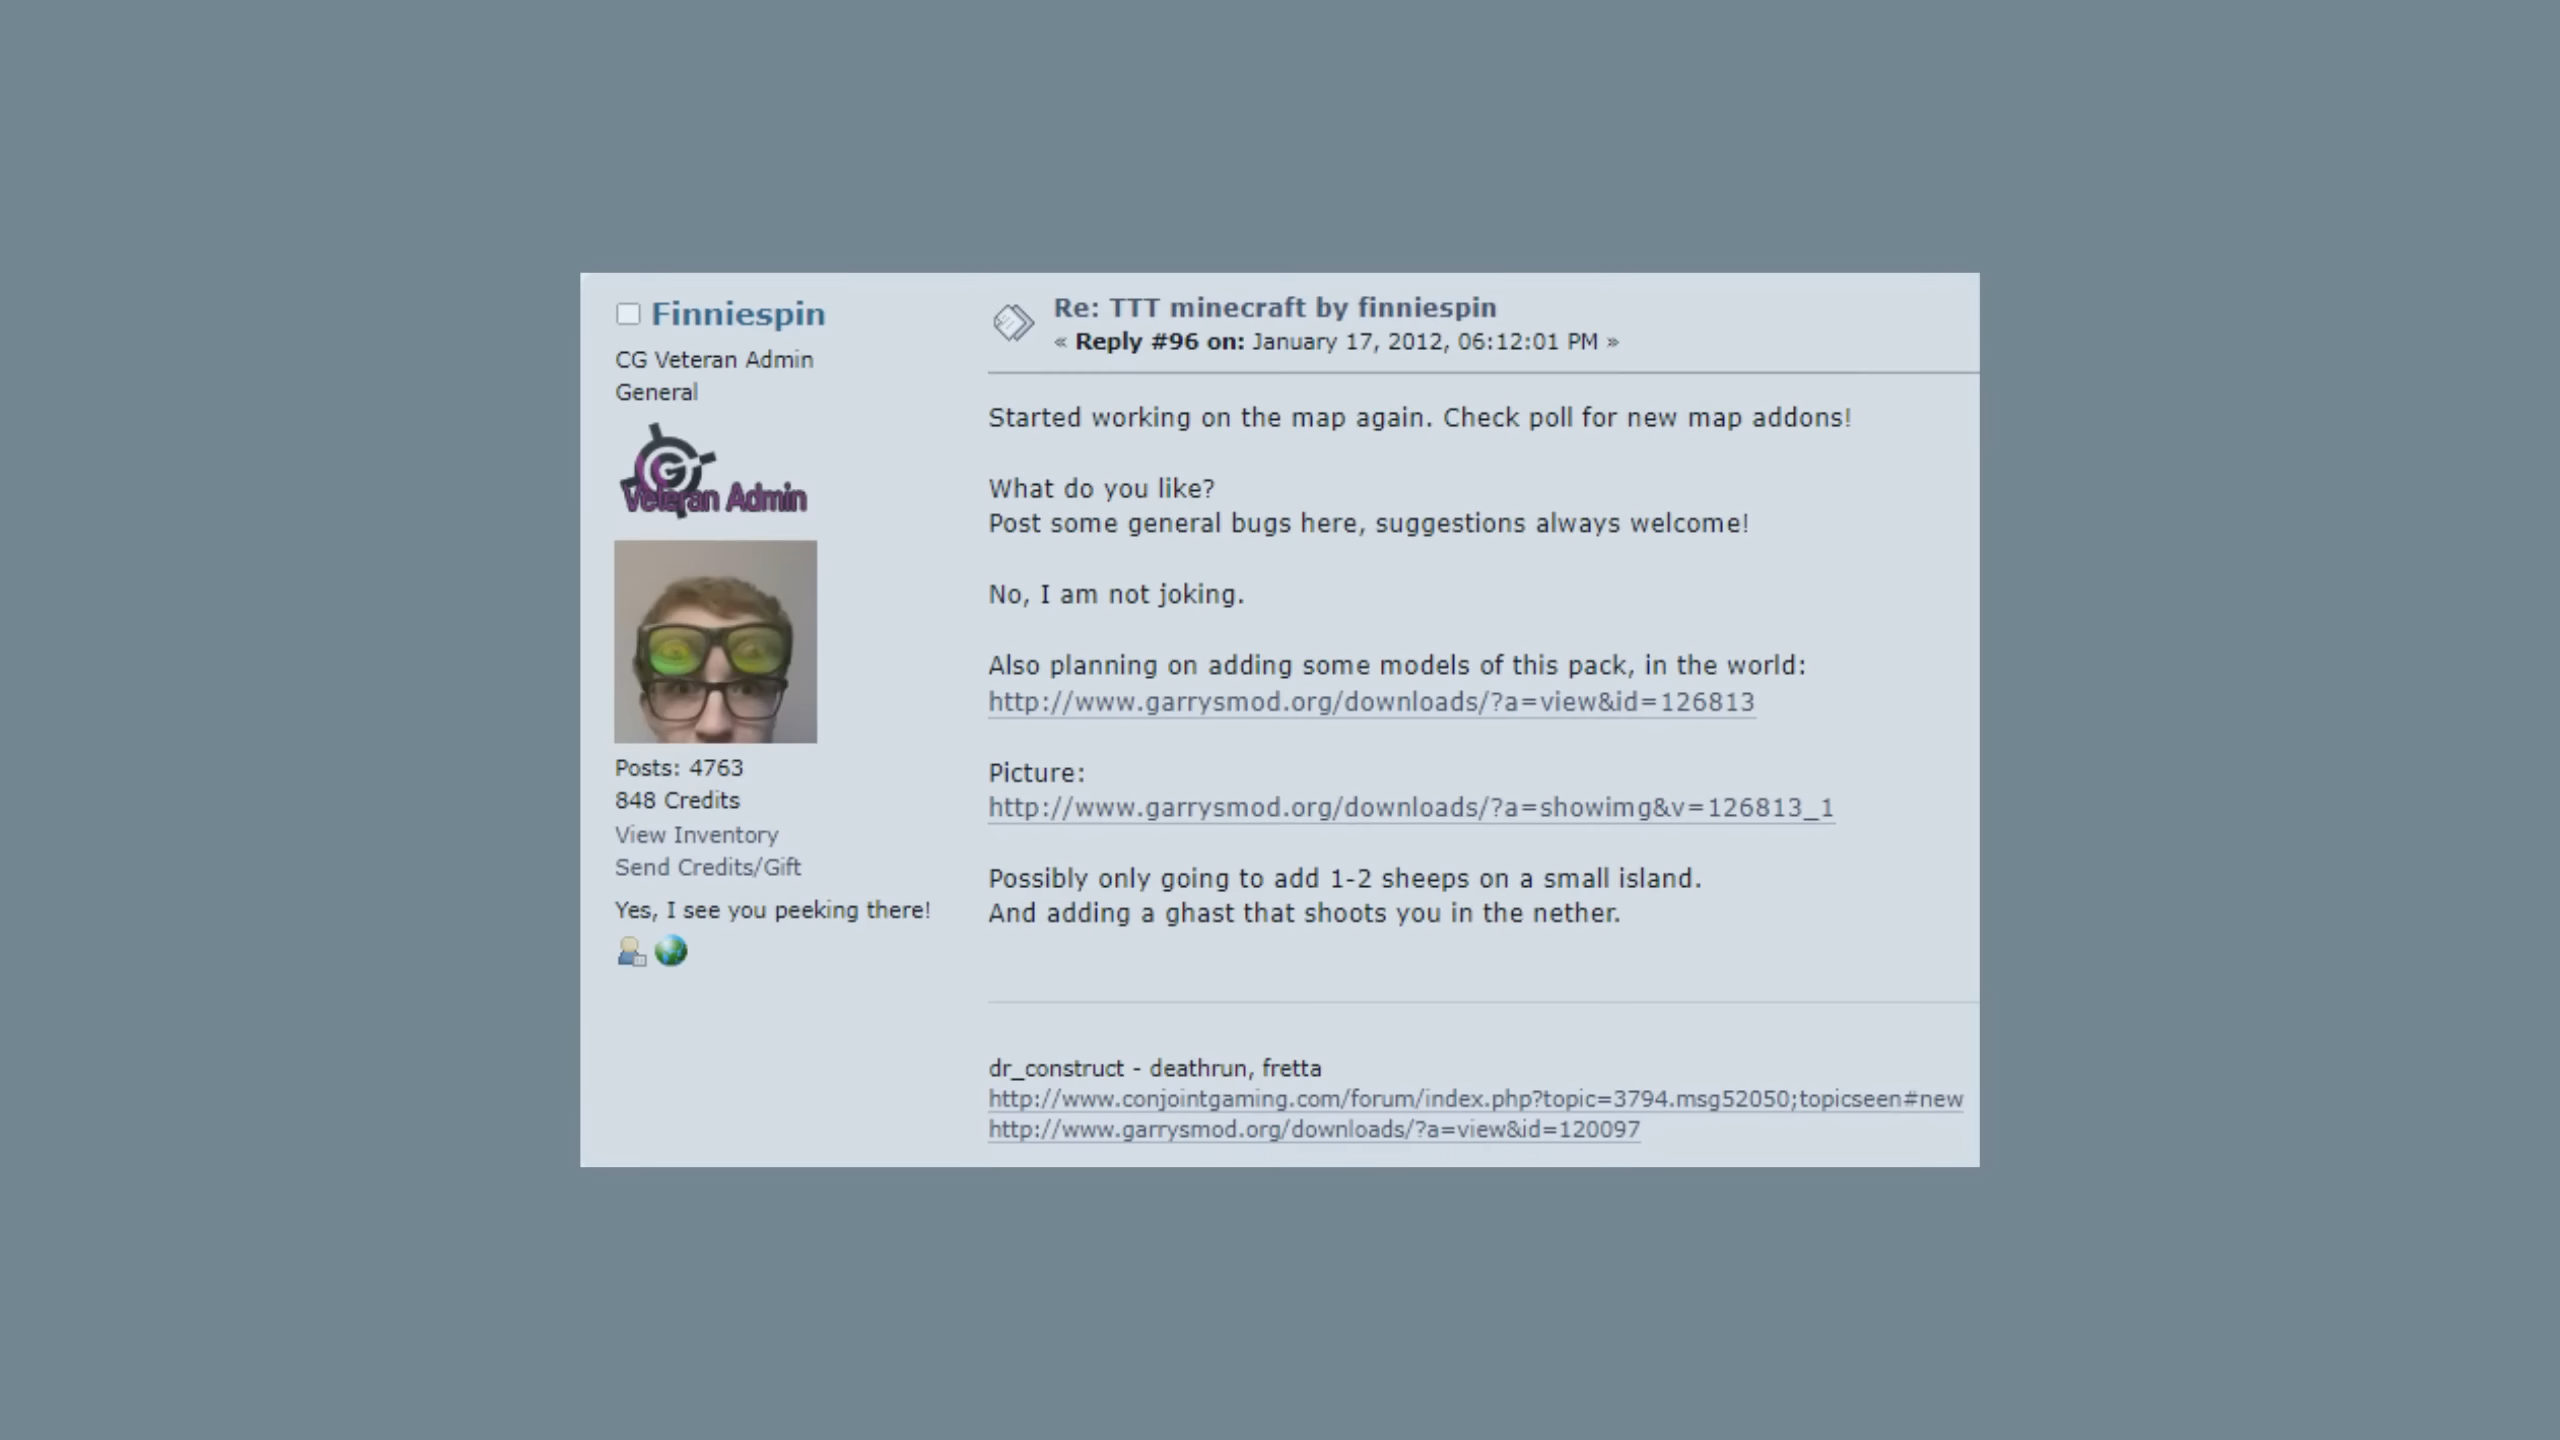 Finniespin
CG Veteran Admin
General
G
Veteran Admin
Posts: 4763
848 Credits
View Inventory
Send Credits/Gift
Yes, I see you peeking there!
Re: TTT minecraft by finniespin
« Reply #96 on: January 17, 2012, 06:12:01 PM »
Started working on the map again. Check poll for new map addons!
What do you like?
Post some general bugs here, suggestions always welcome!
No, I am not joking.
Also planning on adding some models of this pack, in the world:
http://www.garrysmod.org/downloads/?a=view&id=126813
Picture:
http://www.garrysmod.org/downloads/?a=showimg&v=126813_1
Possibly only going to add 1-2 sheeps on a small island.
And adding a ghast that shoots you in the nether.
dr_construct - deathrun, fretta
http://www.conjointgaming.com/forum/index.php?topic=3794.msg52050;topicseen#new
http://www.garrysmod.org/downloads/?a=view&id=120097